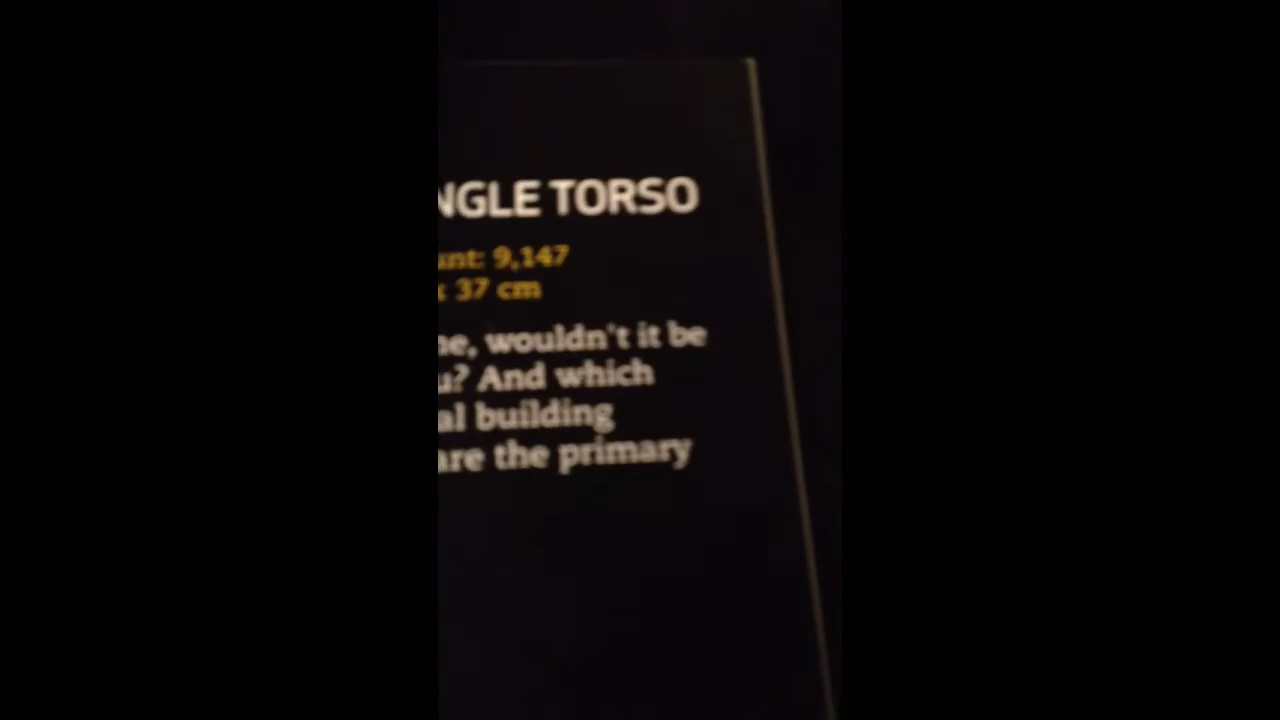 NGLE TORSO
unt: 9,147
x 37 cm
ne, wouldn't it be
u? And which
al building
are the primary